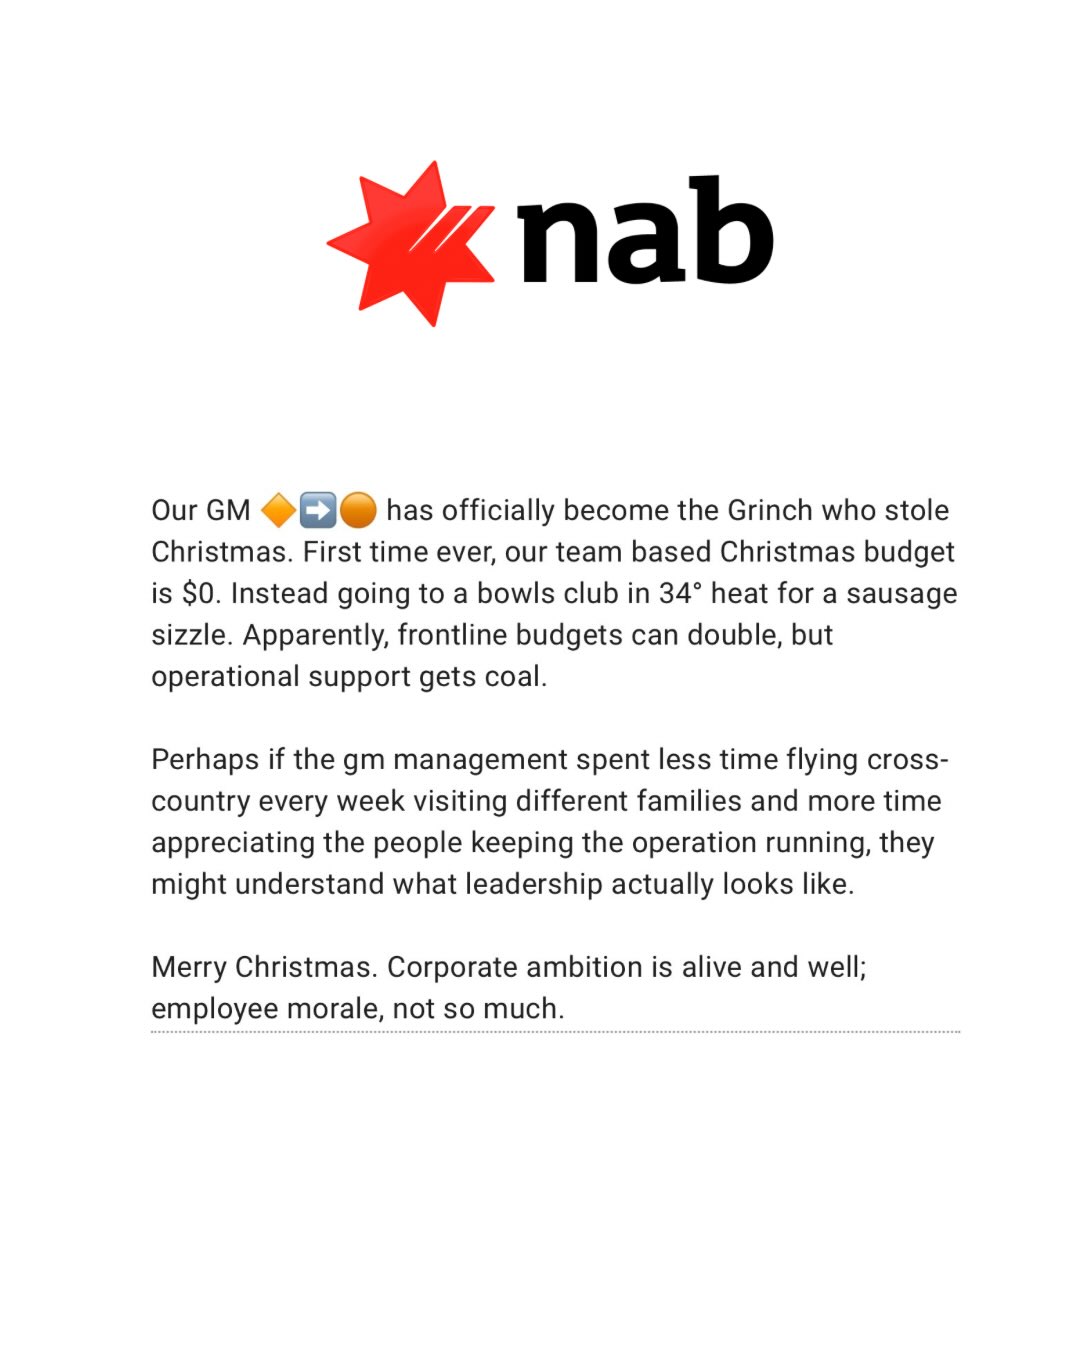 nab
Our GM 🔶➡️🟠 has officially become the Grinch who stole
Christmas. First time ever, our team based Christmas budget
is $0. Instead going to a bowls club in 34° heat for a sausage
sizzle. Apparently, frontline budgets can double, but
operational support gets coal.
Perhaps if the gm management spent less time flying cross-
country every week visiting different families and more time
appreciating the people keeping the operation running, they
might understand what leadership actually looks like.
Merry Christmas. Corporate ambition is alive and well;
employee morale, not so much.